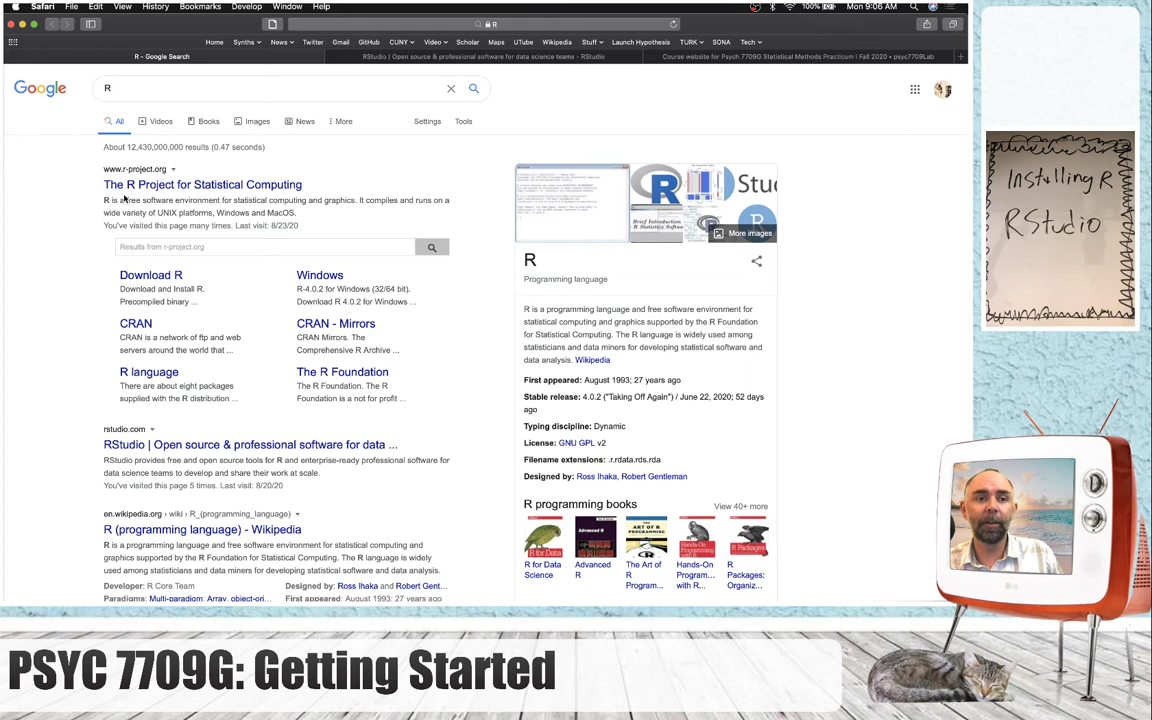 Safari File Edit View History Bookmarks Develop Window Help 100% Mon 9:06 AM
R
Home Synths News Twitter Gmail GitHub CUNY Video Scholar Maps UTube Wikipedia Stuff Launch Hypothesis TURK SONA Tech
R - Google Search
RStudio | Open source & professional software for data science teams - RStudio
Course website for Psych 7709G Statistical Methods Practicum I Fall 2020 • psyc7709Lab
Google
R
All Videos Books Images News More Settings Tools
About 12,430,000,000 results (0.47 seconds)
www.r-project.org
The R Project for Statistical Computing
R is a free software environment for statistical computing and graphics. It compiles and runs on a
wide variety of UNIX platforms, Windows and MacOS.
You've visited this page many times. Last visit: 8/23/20
Results from r-project.org
Download R
Download and Install R.
Precompiled binary ...
Windows
R-4.0.2 for Windows (32/64 bit).
Download R 4.0.2 for Windows ...
CRAN
CRAN is a network of ftp and web
servers around the world that ...
CRAN - Mirrors
CRAN Mirrors. The
Comprehensive R Archive ...
R language
There are about eight packages
supplied with the R distribution ...
The R Foundation
The R Foundation. The R
Foundation is a not for profit ...
rstudio.com
RStudio | Open source & professional software for data ...
RStudio provides free and open source tools for R and enterprise-ready professional software for
data science teams to develop and share their work at scale.
You've visited this page 5 times. Last visit: 8/20/20
en.wikipedia.org › wiki › R_(programming_language)
R (programming language) - Wikipedia
R is a programming language and free software environment for statistical computing and
graphics supported by the R Foundation for Statistical Computing. The R language is widely
used among statisticians and data miners for developing statistical software and data analysis.
Developer: R Core Team
Designed by: Ross Ihaka and Robert Gent...
Paradigms: Multi-paradigm: Array, object-ori...
First appeared: August 1993; 27 years ago
R
Stu
R
More images
R
Programming language
R is a programming language and free software environment for
statistical computing and graphics supported by the R Foundation
for Statistical Computing. The R language is widely used among
statisticians and data miners for developing statistical software and
data analysis. Wikipedia
First appeared: August 1993; 27 years ago
Stable release: 4.0.2 ("Taking Off Again") / June 22, 2020; 52 days
ago
Typing discipline: Dynamic
License: GNU GPL v2
Filename extensions: .r.rdata.rds.rda
Designed by: Ross Ihaka, Robert Gentleman
R programming books
View 40+ more
R for Data
Science
Advanced
R
The Art of
R
Program...
Hands-On
Program...
with R...
R
Packages:
Organiz...
Installing R
RStudio
LG
PSYC 7709G: Getting Started